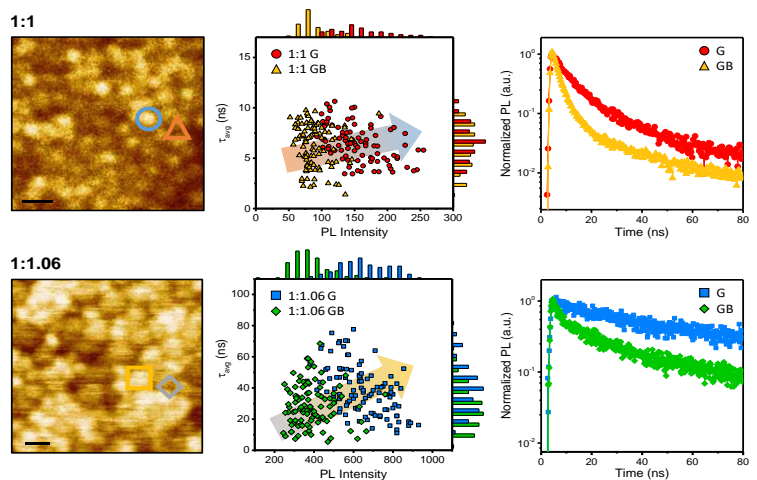 1:1
1:1 G
1:1 GB
15
10
5
0
τavg (ns)
0 50 100 150 200 250 300
PL Intensity
G
GB
10⁰
10⁻¹
10⁻²
Normalized PL (a.u.)
0 20 40 60 80
Time (ns)
1:1.06
1:1.06 G
1:1.06 GB
100
80
60
40
20
0
τavg (ns)
200 400 600 800 1000
PL Intensity
G
GB
10⁰
10⁻¹
10⁻²
Normalized PL (a.u.)
0 20 40 60 80
Time (ns)